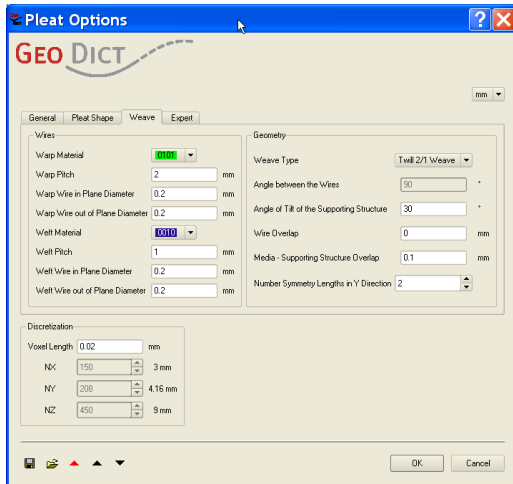 Pleat Options
GEO DICT
mm
General Pleat Shape Weave Expert
Wires
Warp Material 0101
Warp Pitch 2 mm
Warp Wire in Plane Diameter 0.2 mm
Warp Wire out of Plane Diameter 0.2 mm
Weft Material 0010
Weft Pitch 1 mm
Weft Wire in Plane Diameter 0.2 mm
Weft Wire out of Plane Diameter 0.2 mm
Geometry
Weave Type Twill 2/1 Weave
Angle between the Wires 90 °
Angle of Tilt of the Supporting Structure 30 °
Wire Overlap 0 mm
Media - Supporting Structure Overlap 0.1 mm
Number Symmetry Lengths in Y Direction 2
Discretization
Voxel Length 0.02 mm
NX 150 3 mm
NY 208 4.16 mm
NZ 450 9 mm
OK Cancel